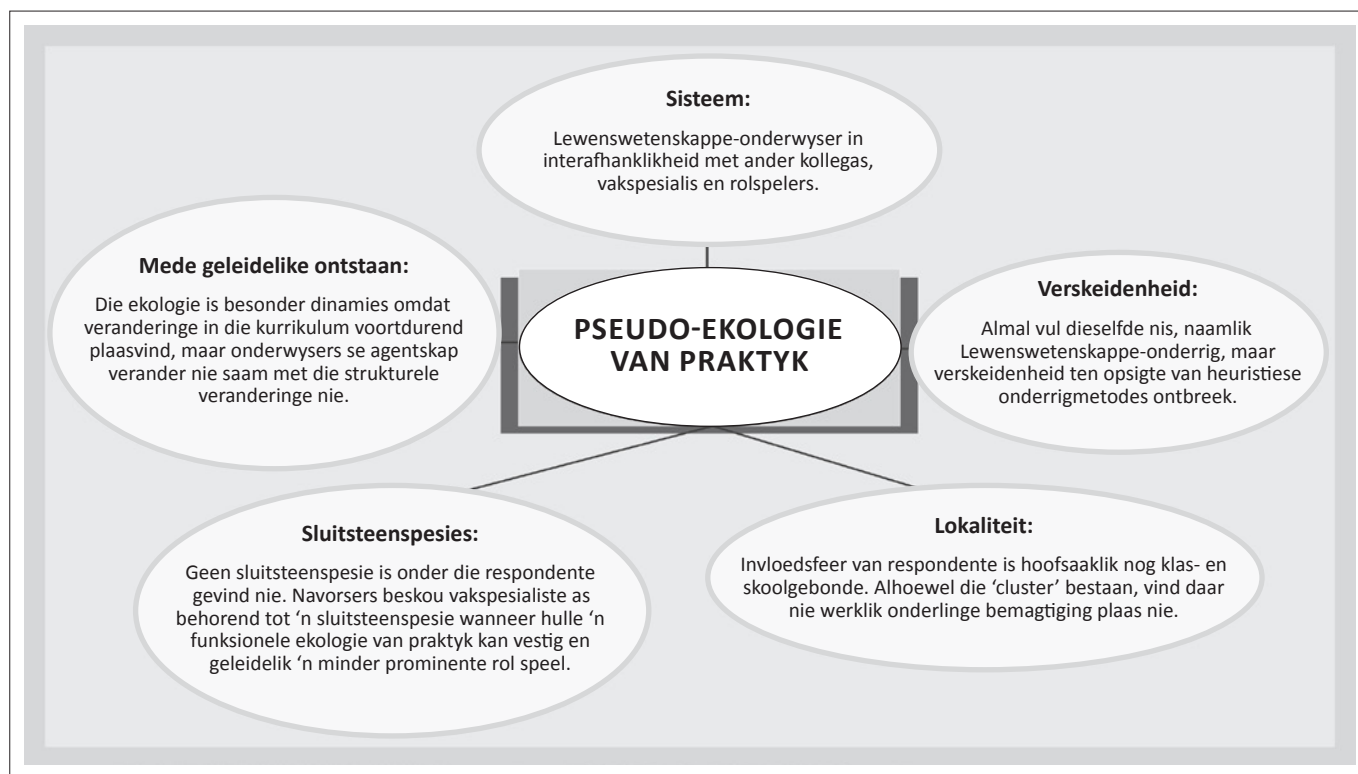 Sisteem:
Lewenswetenskappe-onderwyser in
interafhanklikheid met ander kollegas,
vakspesialis en rolspelers.
Mede geleidelike ontstaan:
Die ekologie is besonder dinamies omdat
veranderinge in die kurrikulum voortdurend
plaasvind, maar onderwysers se agentskap
verander nie saam met die strukturele
veranderinge nie.
PSEUDO-EKOLOGIE
VAN PRAKTYK
Verskeidenheid:
Almal vul dieselfde nis, naamlik
Lewenswetenskappe-onderrig, maar
verskeidenheid ten opsigte van heuristiese
onderrigmetodes ontbreek.
Sluitsteenspesies:
Geen sluitsteenspesie is onder die respondente
gevind nie. Navorsers beskou vakspesialiste as
behorend tot ‘n sluitsteenspesie wanneer hulle ‘n
funksionele ekologie van praktyk kan vestig en
geleidelik ‘n minder prominente rol speel.
Lokaliteit:
Invloedsfeer van respondente is hoofsaaklik nog klas- en
skoolgebonde. Alhoewel die ‘cluster’ bestaan, vind daar
nie werklik onderlinge bemagtiging plaas nie.